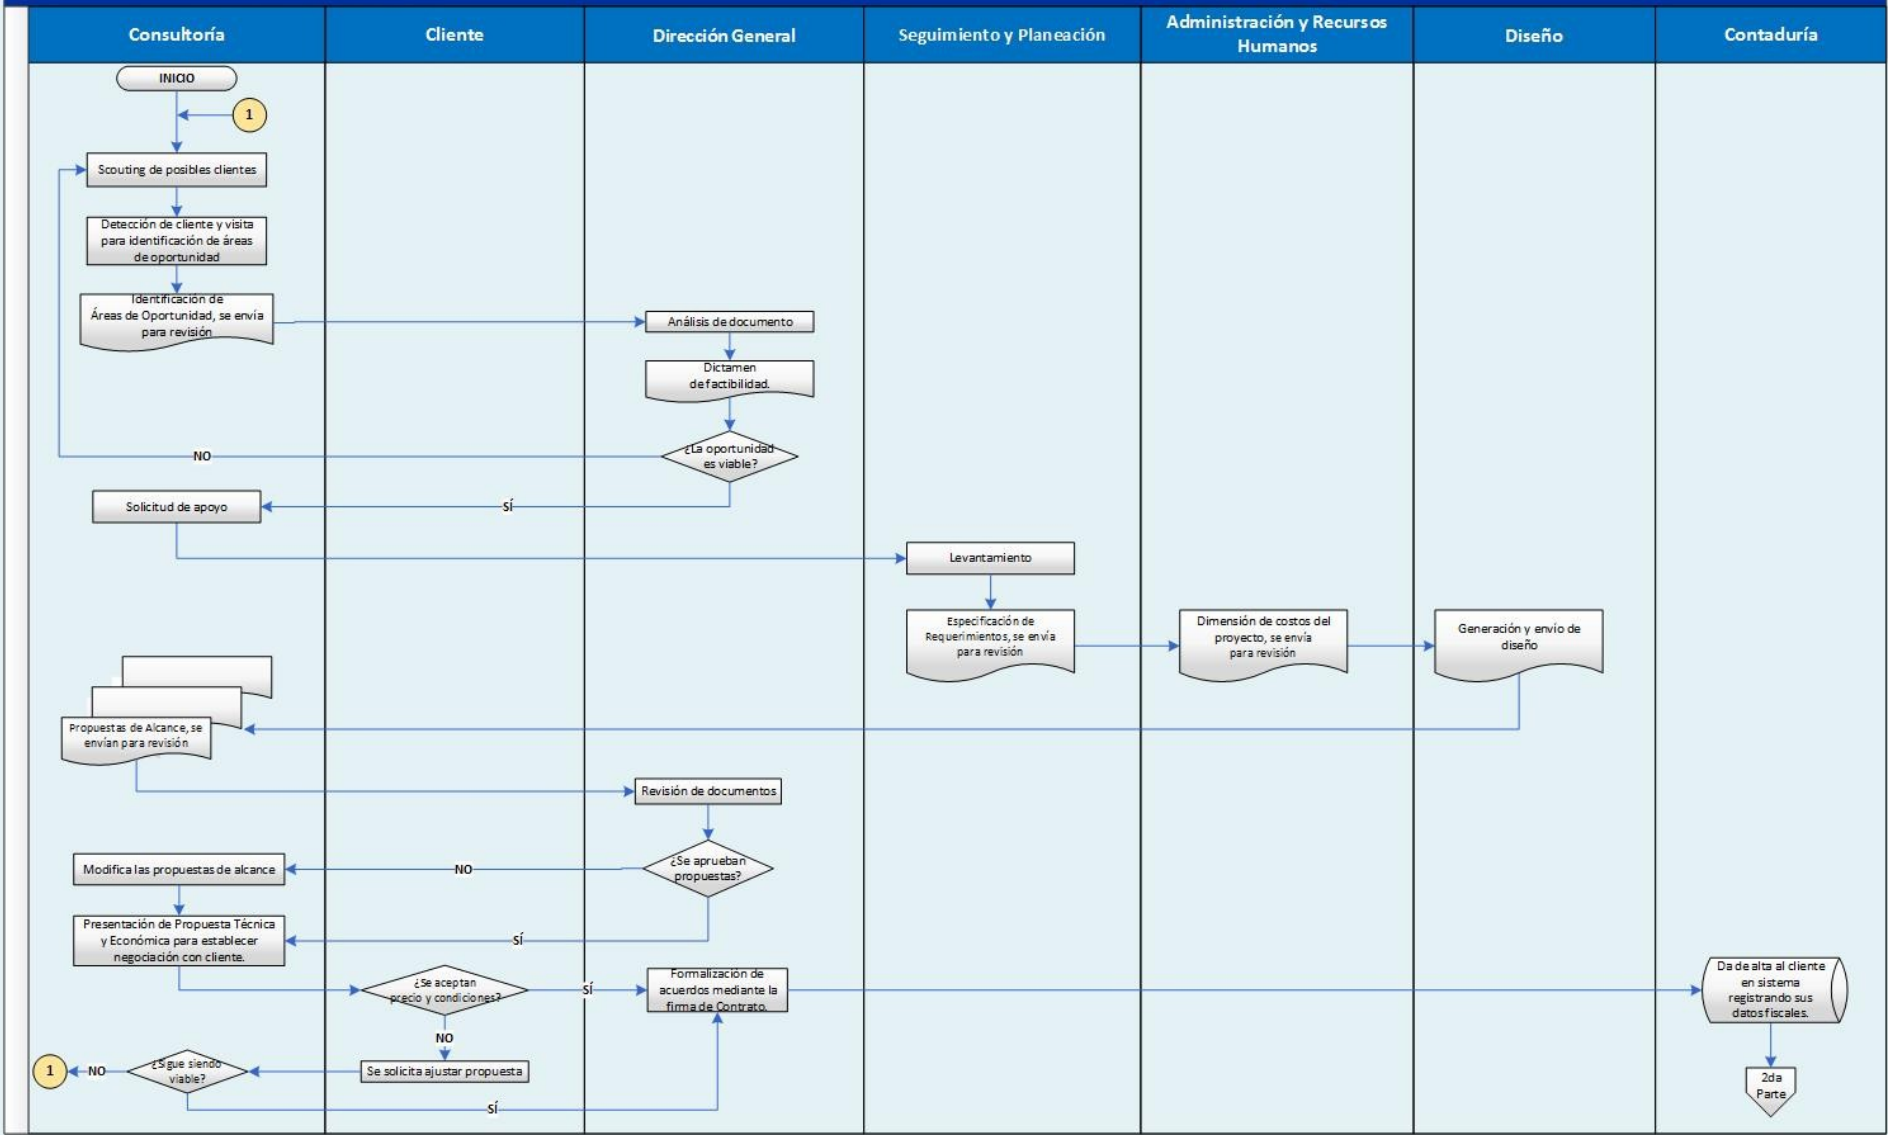 Consultoría
Cliente
Dirección General
Seguimiento y Planeación
Administración y Recursos
Humanos
Diseño
Contaduría
INICIO
1
Scouting de posibles clientes
Detección de cliente y visita
para identificación de áreas
de oportunidad
Identificación de
Áreas de Oportunidad, se envía
para revisión
Análisis de documento
Dictamen
de factibilidad.
¿La oportunidad
es viable?
NO
Solicitud de apoyo
SÍ
Levantamiento
Especificación de
Requerimientos, se envía
para revisión
Dimensión de costos del
proyecto, se envía
para revisión
Generación y envío de
diseño
Propuestas de Alcance, se
envían para revisión
Revisión de documentos
¿Se aprueban
propuestas?
NO
Modifica las propuestas de alcance
Presentación de Propuesta Técnica
y Económica para establecer
negociación con cliente.
SÍ
¿Se aceptan
precio y condiciones?
SÍ
Formalización de
acuerdos mediante la
firma de Contrato.
Da de alta al cliente
en sistema
registrando sus
datos fiscales.
NO
Se solicita ajustar propuesta
¿Sigue siendo
viable?
NO
1
SÍ
2da
Parte